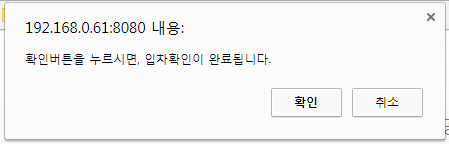 192.168.0.61:8080 내용:
확인버튼을 누르시면, 입차확인이 완료됩니다.
확인
취소